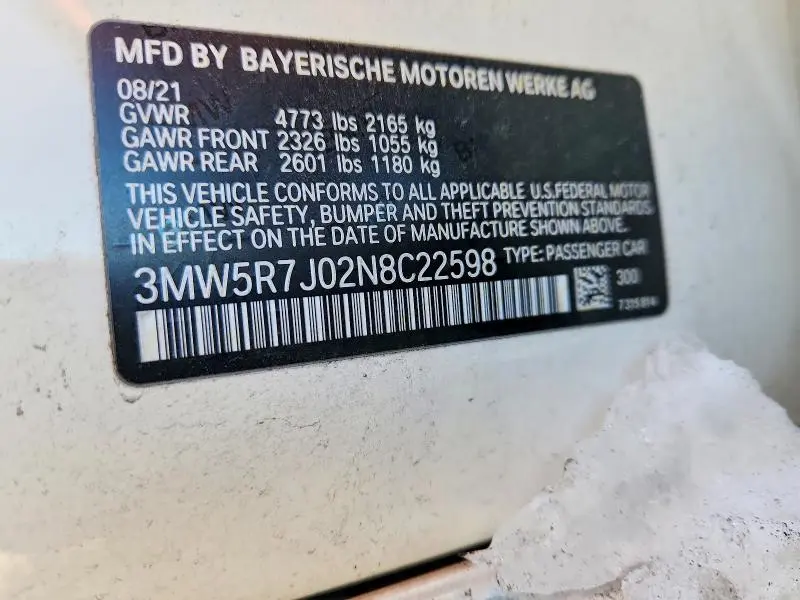 MFD BY BAYERISCHE MOTOREN WERKE AG
08/21
GVWR 4773 lbs 2165 kg
GAWR FRONT 2326 lbs 1055 kg
GAWR REAR 2601 lbs 1180 kg
THIS VEHICLE CONFORMS TO ALL APPLICABLE U.S.FEDERAL MOTOR
VEHICLE SAFETY, BUMPER AND THEFT PREVENTION STANDARDS
IN EFFECT ON THE DATE OF MANUFACTURE SHOWN ABOVE.
3MW5R7J02N8C22598 TYPE: PASSENGER CAR
300